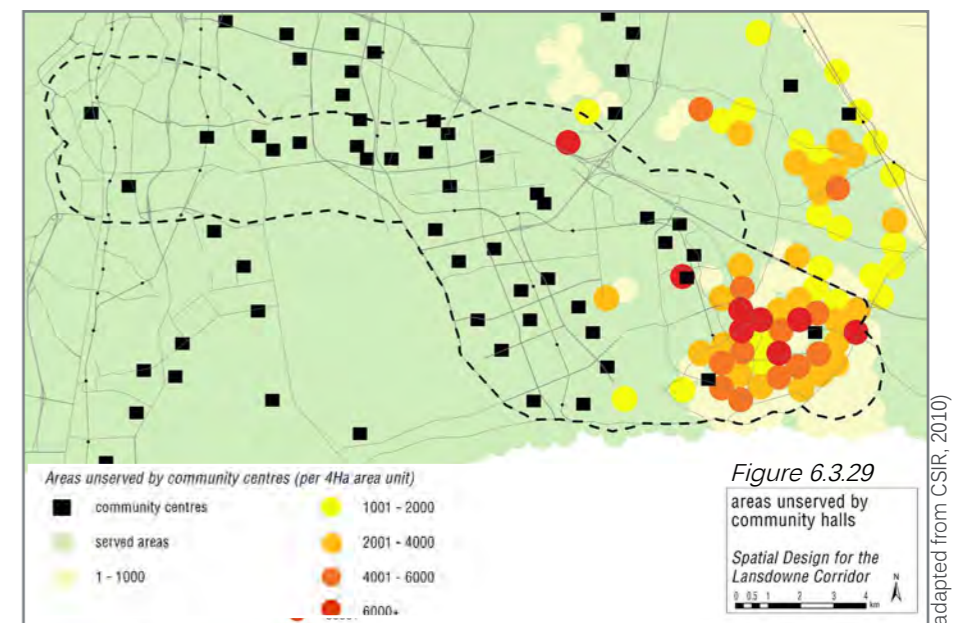 Areas unserved by community centres (per 4Ha area unit)
community centres
served areas
1 - 1000
1001 - 2000
2001 - 4000
4001 - 6000
6000+
Figure 6.3.29
areas unserved by
community halls
Spatial Design for the
Lansdowne Corridor
N
0 0.5 1 2 3 4
km
adapted from CSIR, 2010)